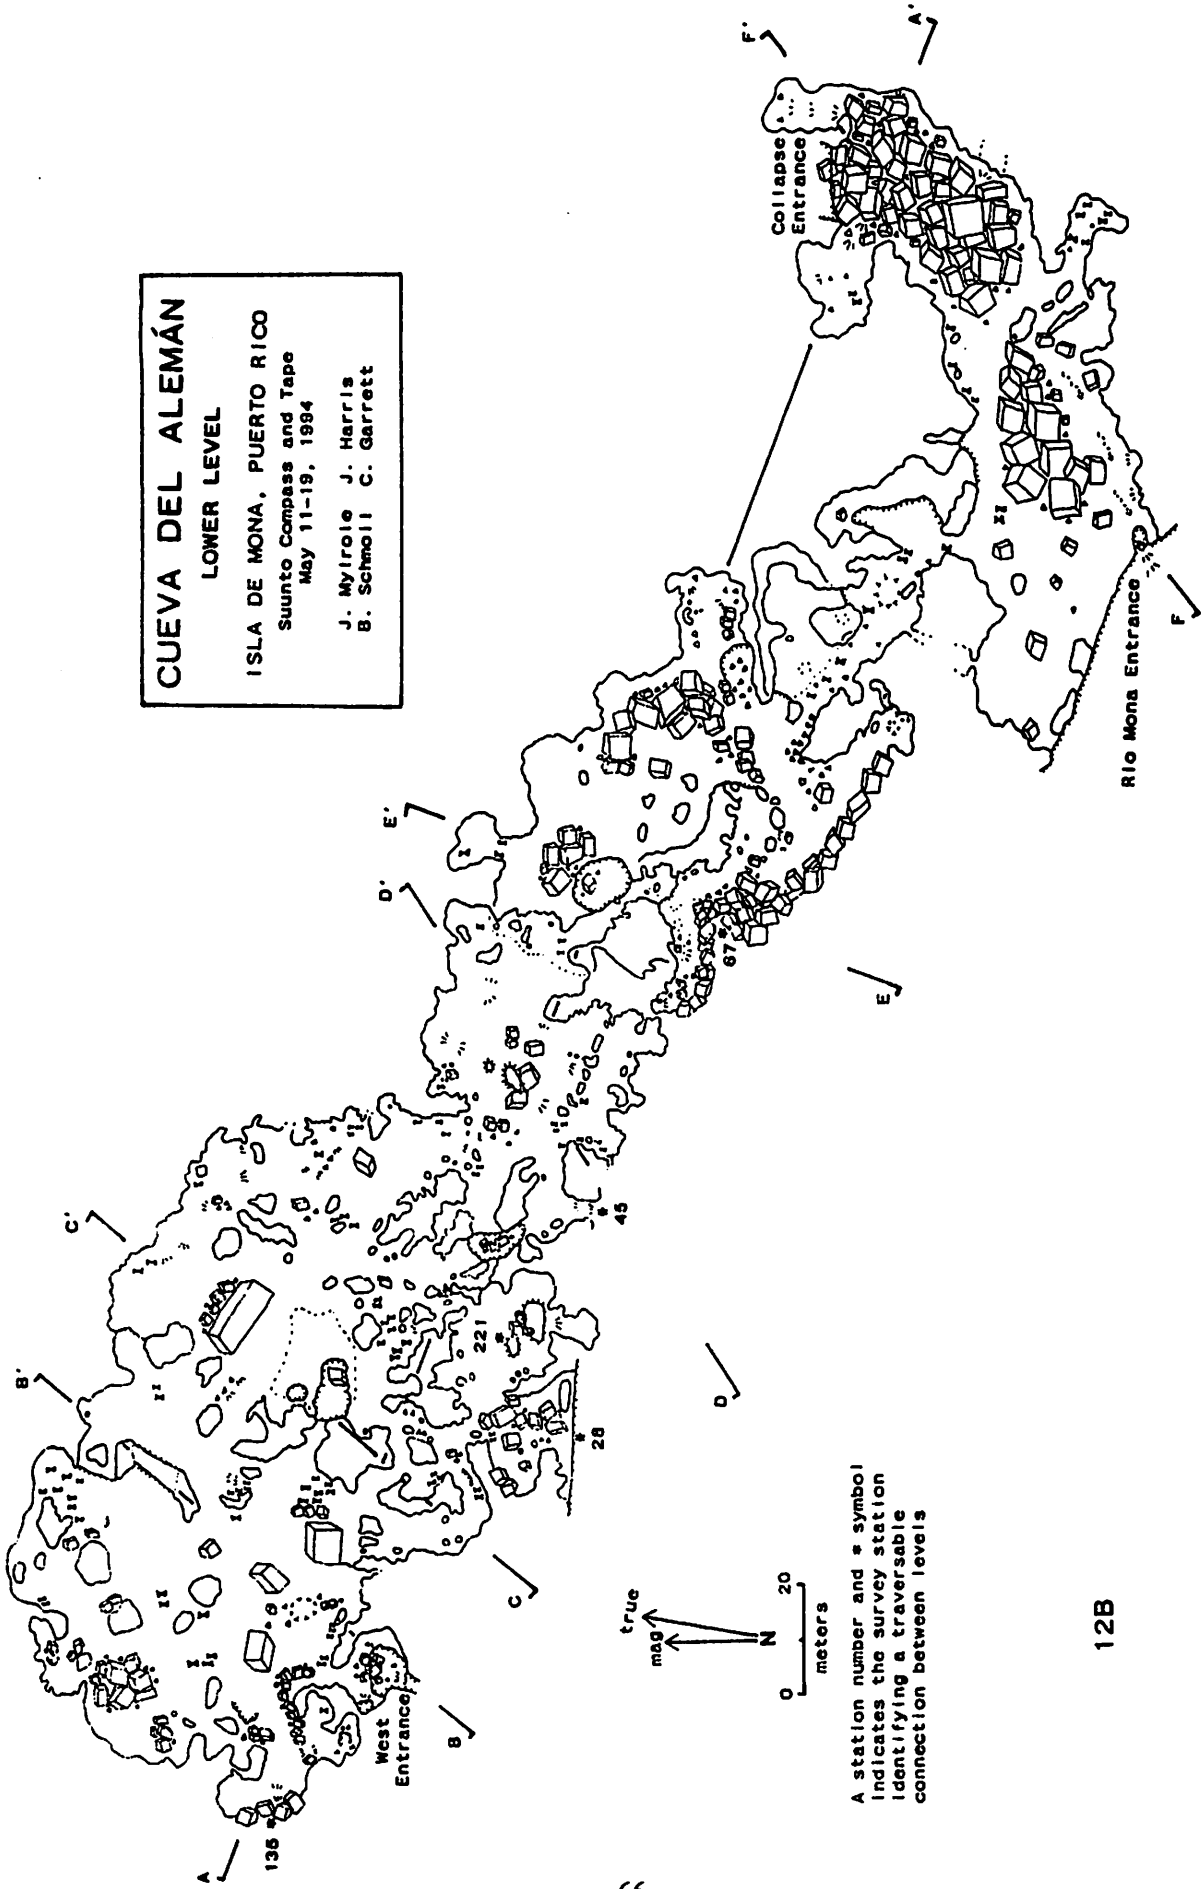 CUEVA DEL ALEMÁN
LOWER LEVEL
ISLA DE MONA, PUERTO RICO
Suunto Compass and Tape
May 11-19, 1994
J. Mylroie J. Harris
B. Schmoll C. Garrett
F'
A'
Collapse
Entrance
E'
D'
C'
B'
Rio Mona Entrance
F
67 *
E
* 45
221 *
* 28
D
C
West
Entrance
B
135 *
A
true
mag
N
0 20
meters
A station number and * symbol
indicates the survey station
identifying a traversable
connection between levels
12B
66